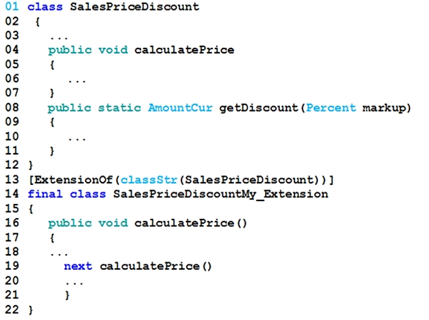 01 class SalesPriceDiscount
02 {
03 ...
04 public void calculatePrice
05 {
06 ...
07 }
08 public static AmountCur getDiscount(Percent markup)
09 {
10 ...
11 }
12 }
13 [ExtensionOf(classStr(SalesPriceDiscount))]
14 final class SalesPriceDiscountMy_Extension
15 {
16 public void calculatePrice()
17 {
18 ...
19 next calculatePrice()
20 ...
21 }
22 }